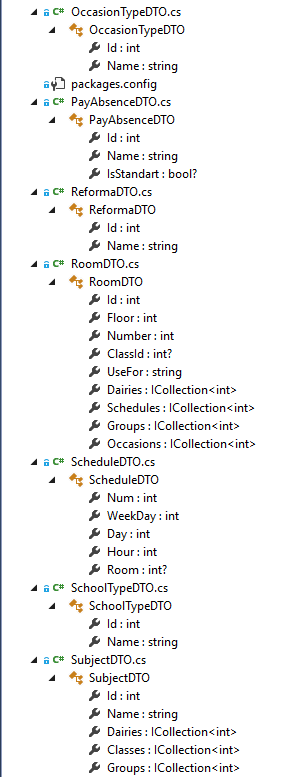 C# OccasionTypeDTO.cs
OccasionTypeDTO
Id : int
Name : string
packages.config
C# PayAbsenceDTO.cs
PayAbsenceDTO
Id : int
Name : string
IsStandart : bool?
C# ReformaDTO.cs
ReformaDTO
Id : int
Name : string
C# RoomDTO.cs
RoomDTO
Id : int
Floor : int
Number : int
ClassId : int?
UseFor : string
Dairies : ICollection<int>
Schedules : ICollection<int>
Groups : ICollection<int>
Occasions : ICollection<int>
C# ScheduleDTO.cs
ScheduleDTO
Num : int
WeekDay : int
Day : int
Hour : int
Room : int?
C# SchoolTypeDTO.cs
SchoolTypeDTO
Id : int
Name : string
C# SubjectDTO.cs
SubjectDTO
Id : int
Name : string
Dairies : ICollection<int>
Classes : ICollection<int>
Groups : ICollection<int>